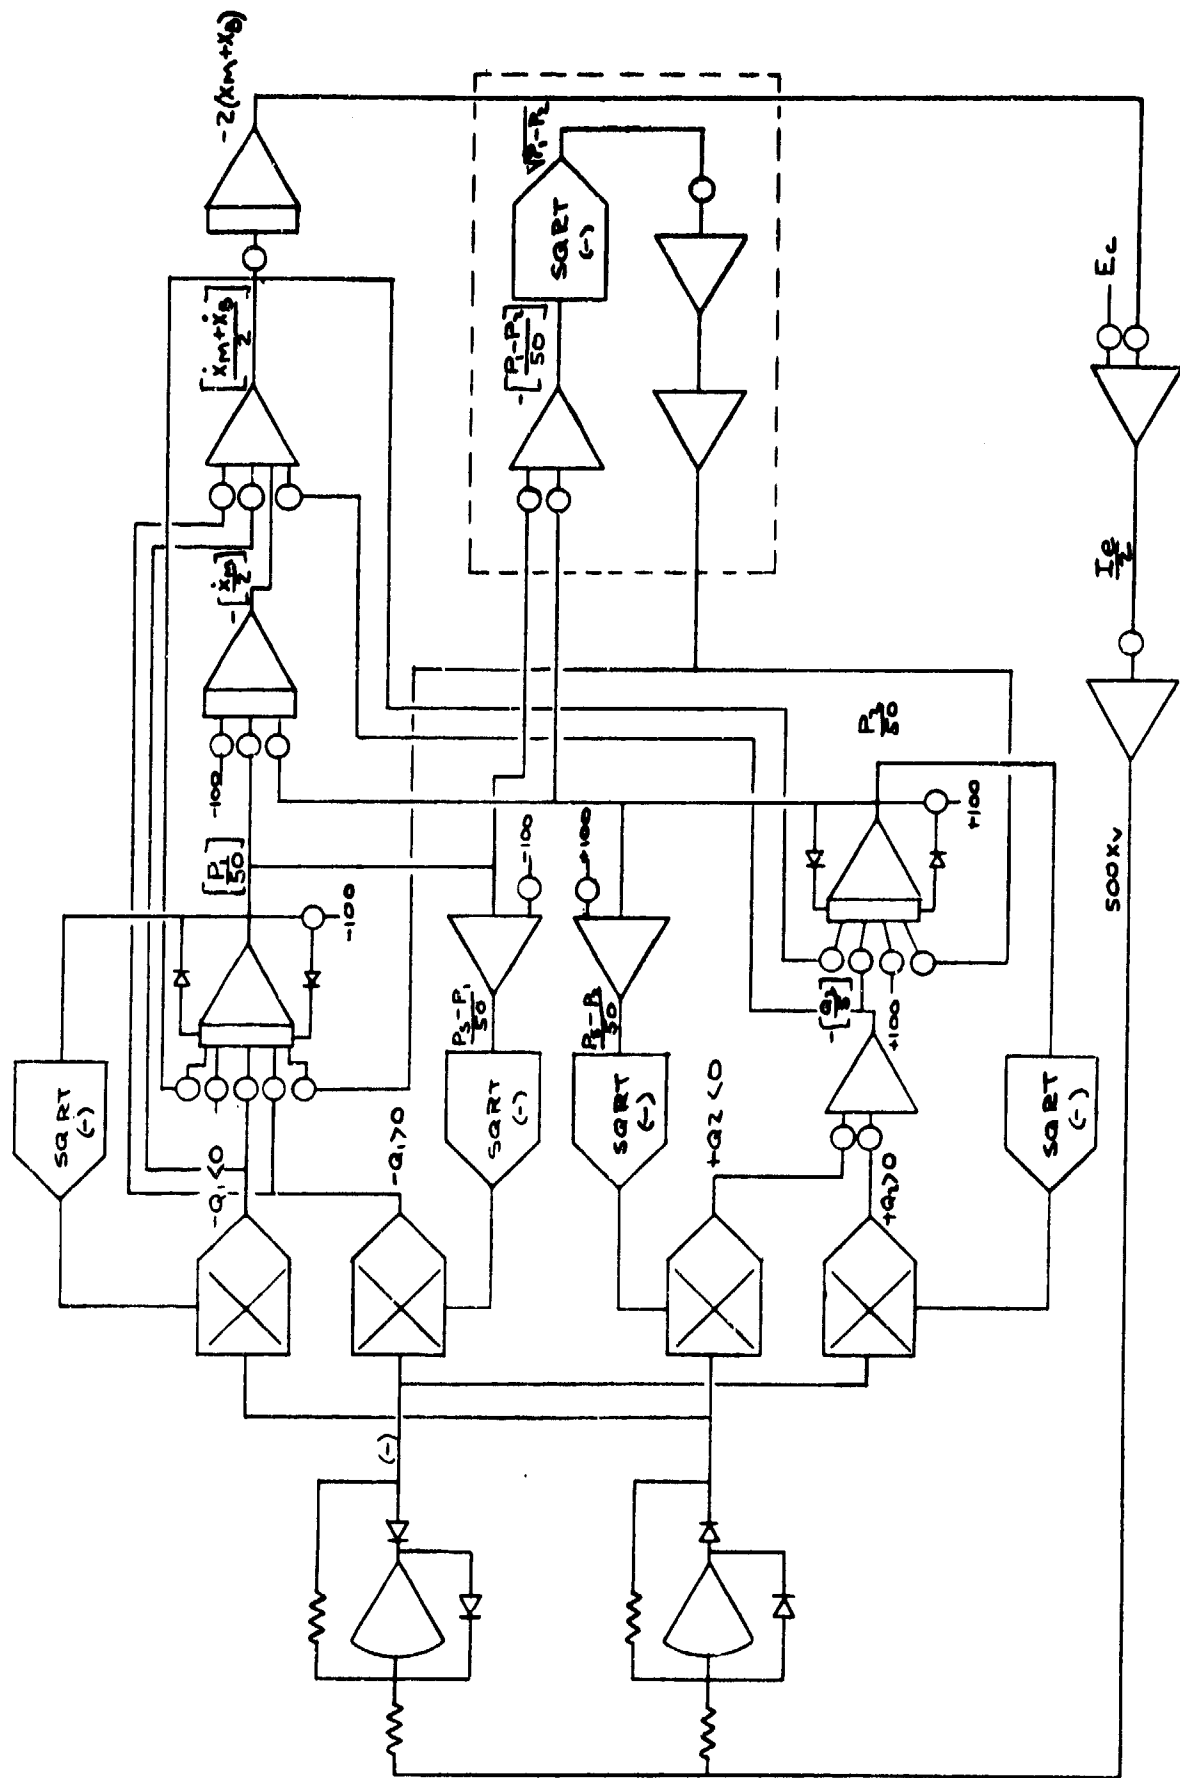 -2(ẊM+ẊB)
√P₁-P₂
SQRT
(-)
[ẊM+ẊB / 2]
-[P₁-P₂ / 50]
EC
-[ẊM / 2]
Ie/2
-100
P₂/50
[P₁/50]
-100
-100
+100
+100
500XV
SQRT
(-)
PS-P₁ / 50
PS-P₂ / 50
-[Q₂/5]
+100
SQRT
(-)
SQRT
(-)
SQRT
(-)
-Q₁<0
-Q₁>0
+Q2<0
+Q₂>0
(-)